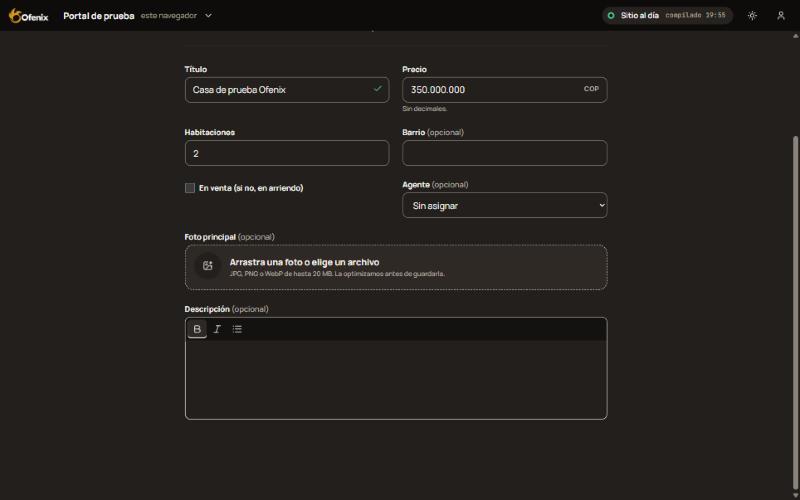 Ofenix Portal de prueba este navegador Sitio al día compilado 19:55
Título
Casa de prueba Ofenix
Precio
350.000.000 COP
Sin decimales.
Habitaciones
2
Barrio (opcional)
En venta (si no, en arriendo)
Agente (opcional)
Sin asignar
Foto principal (opcional)
Arrastra una foto o elige un archivo
JPG, PNG o WebP de hasta 20 MB. La optimizamos antes de guardarla.
Descripción (opcional)
B I